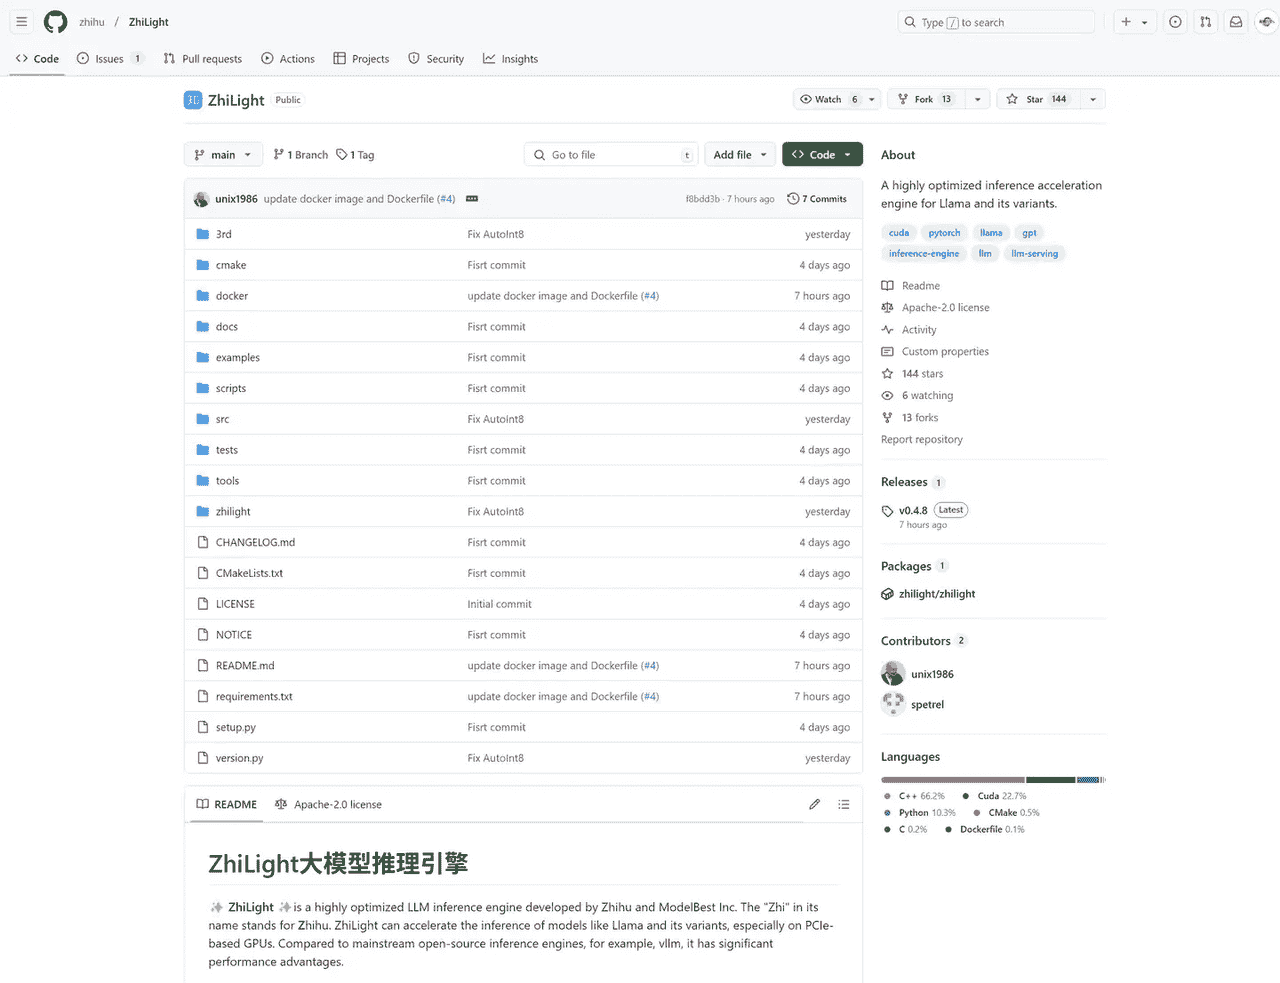 zhihu / ZhiLight
Type / to search
Code Issues 1 Pull requests Actions Projects Security Insights
ZhiLight Public
Watch 6 Fork 13 Star 144
main 1 Branch 1 Tag Go to file t Add file Code
unix1986 update docker image and Dockerfile (#4) f8bdd3b · 7 hours ago 7 Commits
3rd Fix AutoInt8 yesterday
cmake Fisrt commit 4 days ago
docker update docker image and Dockerfile (#4) 7 hours ago
docs Fisrt commit 4 days ago
examples Fisrt commit 4 days ago
scripts Fisrt commit 4 days ago
src Fix AutoInt8 yesterday
tests Fisrt commit 4 days ago
tools Fisrt commit 4 days ago
zhilight Fix AutoInt8 yesterday
CHANGELOG.md Fisrt commit 4 days ago
CMakeLists.txt Fisrt commit 4 days ago
LICENSE Initial commit 4 days ago
NOTICE Fisrt commit 4 days ago
README.md update docker image and Dockerfile (#4) 7 hours ago
requirements.txt update docker image and Dockerfile (#4) 7 hours ago
setup.py Fisrt commit 4 days ago
version.py Fix AutoInt8 yesterday
README Apache-2.0 license
ZhiLight大模型推理引擎
ZhiLight is a highly optimized LLM inference engine developed by Zhihu and ModelBest Inc. The "Zhi" in its
name stands for Zhihu. ZhiLight can accelerate the inference of models like Llama and its variants, especially on PCIe-
based GPUs. Compared to mainstream open-source inference engines, for example, vllm, it has significant
performance advantages.
About
A highly optimized inference acceleration
engine for Llama and its variants.
cuda pytorch llama gpt
inference-engine llm llm-serving
Readme
Apache-2.0 license
Activity
Custom properties
144 stars
6 watching
13 forks
Report repository
Releases 1
v0.4.8 Latest
7 hours ago
Packages 1
zhilight/zhilight
Contributors 2
unix1986
spetrel
Languages
C++ 66.2% Cuda 22.7%
Python 10.3% CMake 0.5%
C 0.2% Dockerfile 0.1%